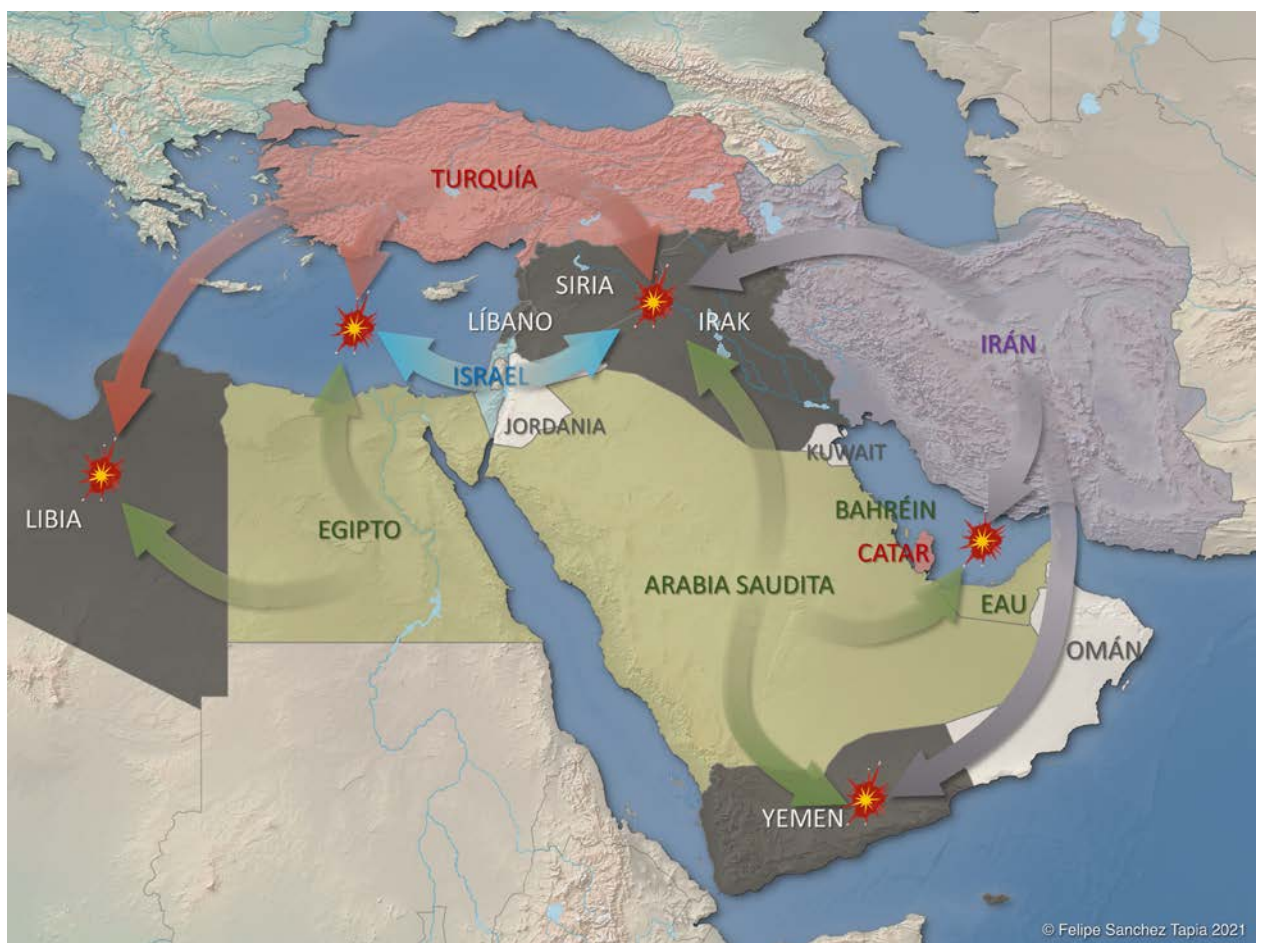 TURQUÍA
SIRIA
LÍBANO
IRAK
IRÁN
ISRAEL
JORDANIA
KUWAIT
LIBIA
EGIPTO
BAHRÉIN
CATAR
ARABIA SAUDITA
EAU
OMÁN
YEMEN
© Felipe Sanchez Tapia 2021